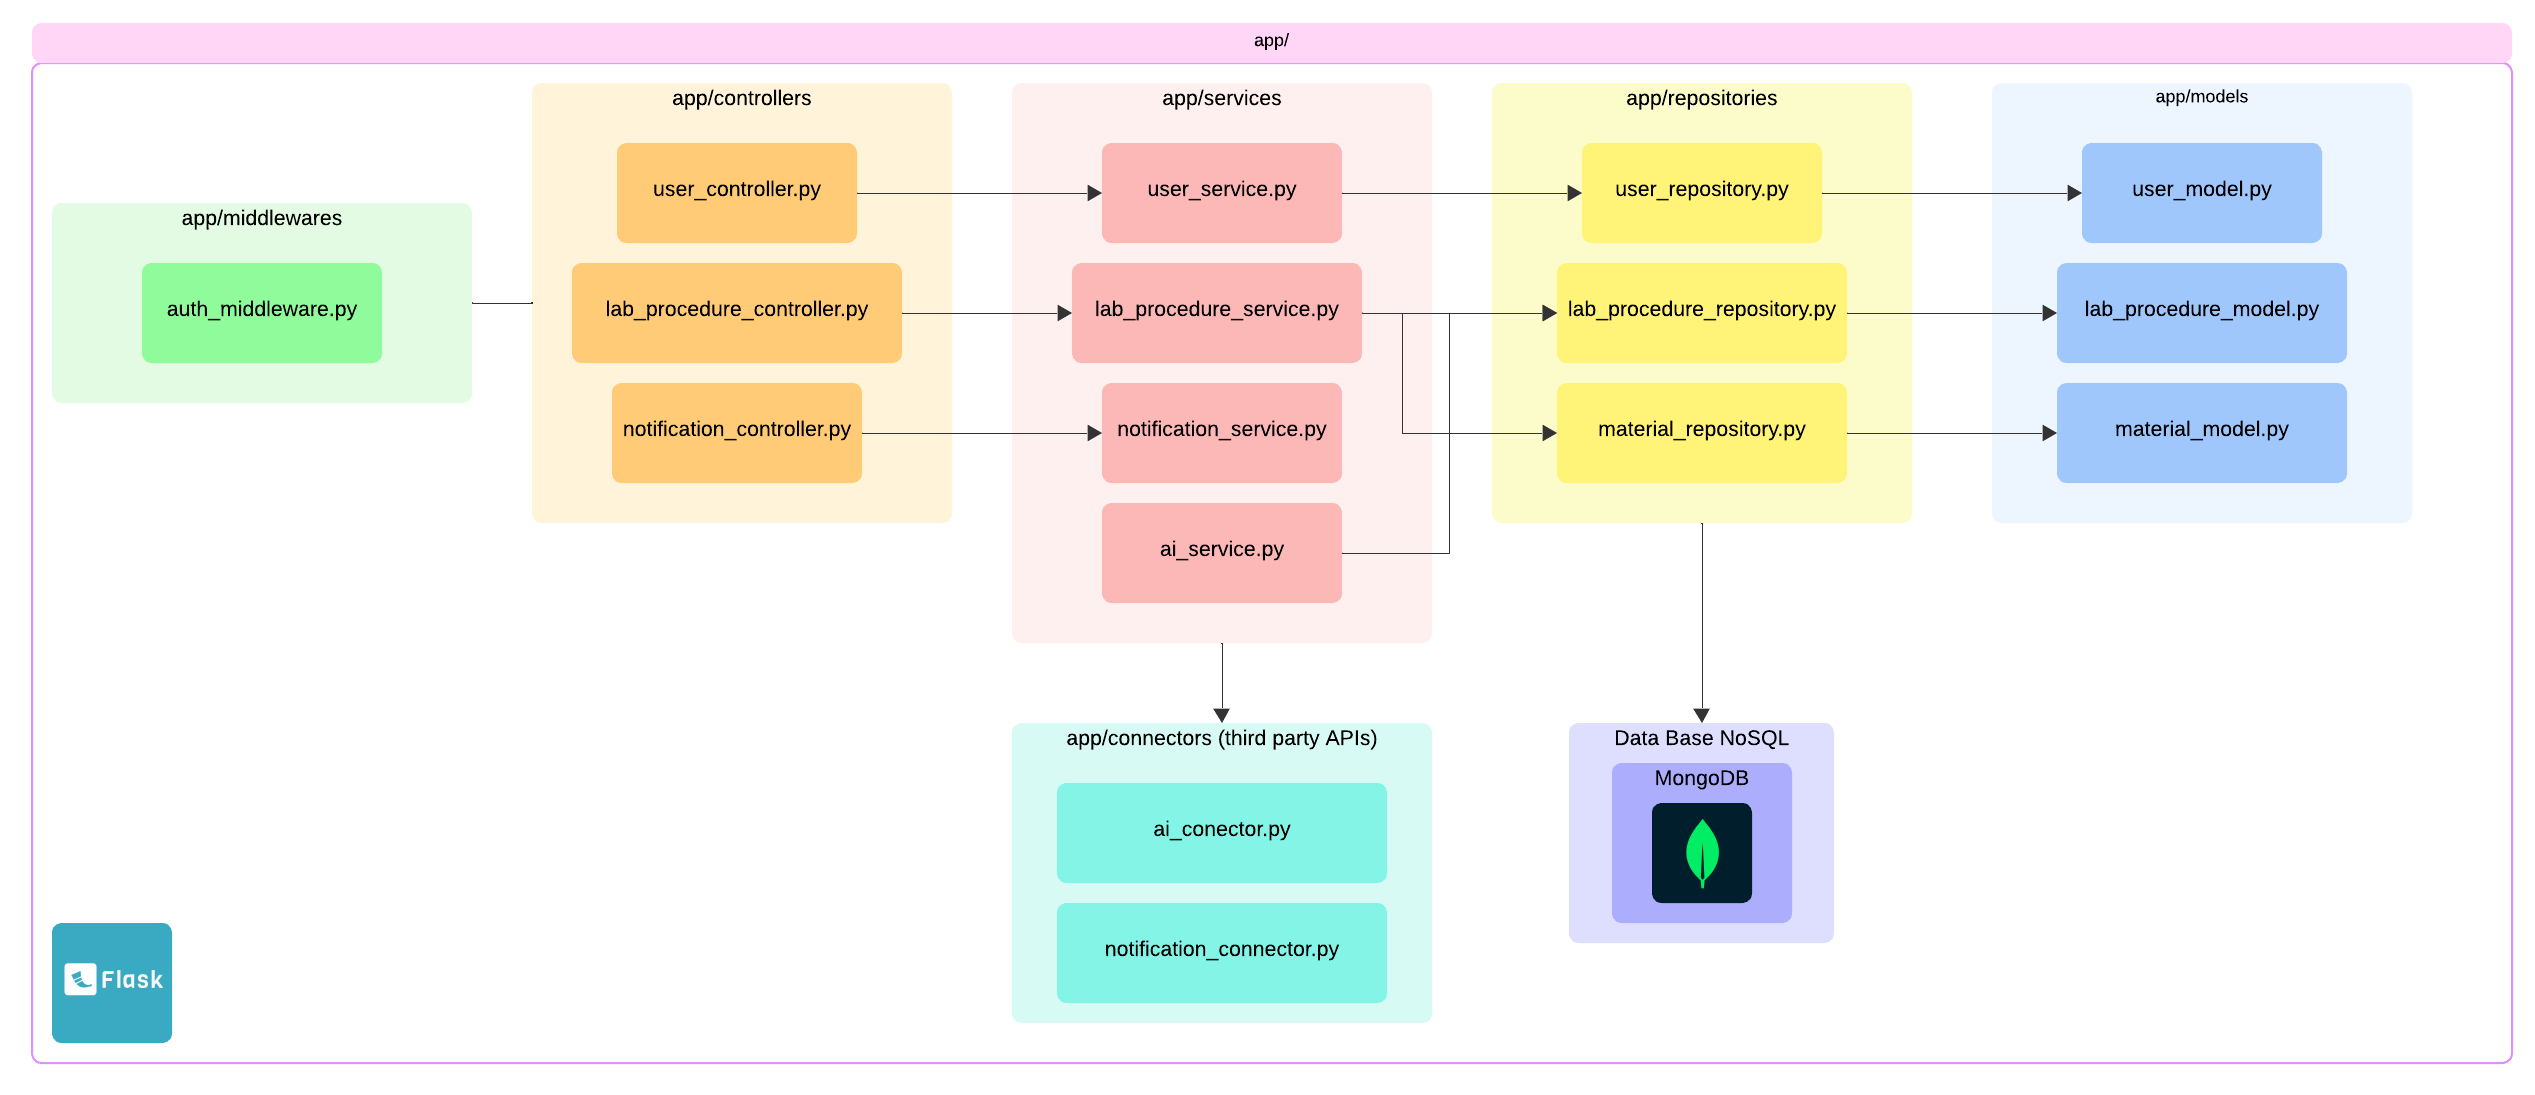 app/
app/middlewares
auth_middleware.py
app/controllers
user_controller.py
lab_procedure_controller.py
notification_controller.py
app/services
user_service.py
lab_procedure_service.py
notification_service.py
ai_service.py
app/repositories
user_repository.py
lab_procedure_repository.py
material_repository.py
app/models
user_model.py
lab_procedure_model.py
material_model.py
app/connectors (third party APIs)
ai_conector.py
notification_connector.py
Data Base NoSQL
MongoDB
Flask